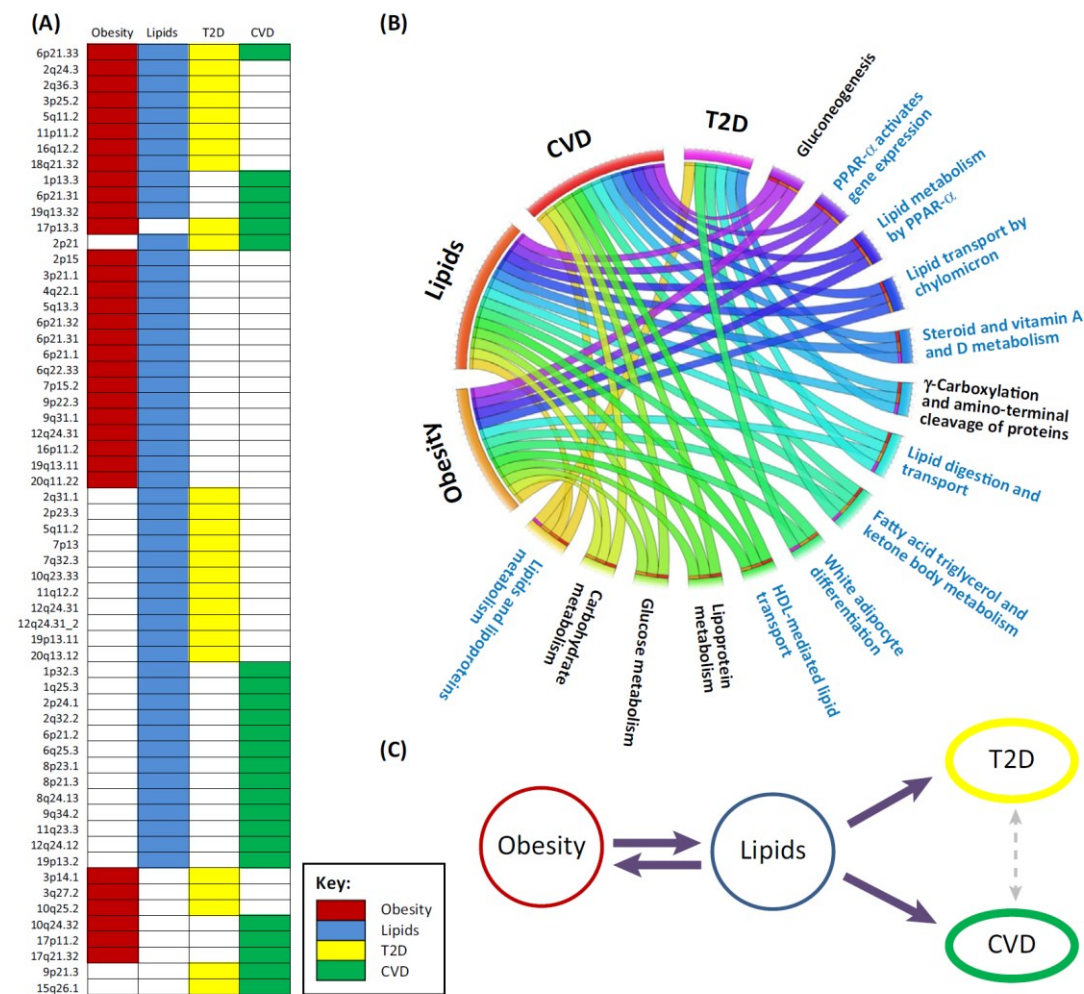 (A)
Obesity Lipids T2D CVD
6p21.33
2q24.3
2q36.3
3p25.2
5q11.2
11p11.2
16q12.2
18q21.32
1p13.3
6p21.31
19q13.32
17p13.3
2p21
2p15
3p21.1
4q22.1
5q13.3
6p21.32
6p21.31
6p21.1
6q22.33
7p15.2
9p22.3
9q31.1
12q24.31
16p11.2
19q13.11
20q11.22
2q31.1
2p23.3
5q11.2
7p13
7q32.3
10q23.33
11q12.2
12q24.31
12q24.31_2
19p13.11
20q13.12
1p32.3
1q25.3
2p24.1
2q32.2
6p21.2
6q25.3
8p23.1
8p21.3
8q24.13
9q34.2
11q23.3
12q24.12
19p13.2
3p14.1
3q27.2
10q25.2
10q24.32
17p11.2
17q21.32
9p21.3
15q26.1
Key:
Obesity
Lipids
T2D
CVD
(B)
Obesity
Lipids
CVD
T2D
Gluconeogenesis
PPAR-α activates
gene expression
Lipid metabolism
by PPAR-α
Lipid transport by
chylomicron
Steroid and vitamin A
and D metabolism
γ-Carboxylation
and amino-terminal
cleavage of proteins
Lipid digestion and
transport
Fatty acid triglycerol and
ketone body metabolism
White adipocyte
differentiation
HDL-mediated lipid
transport
Lipoprotein
metabolism
Glucose metabolism
Carbohydrate
metabolism
Lipids and lipoproteins
metabolism
(C)
Obesity
Lipids
T2D
CVD